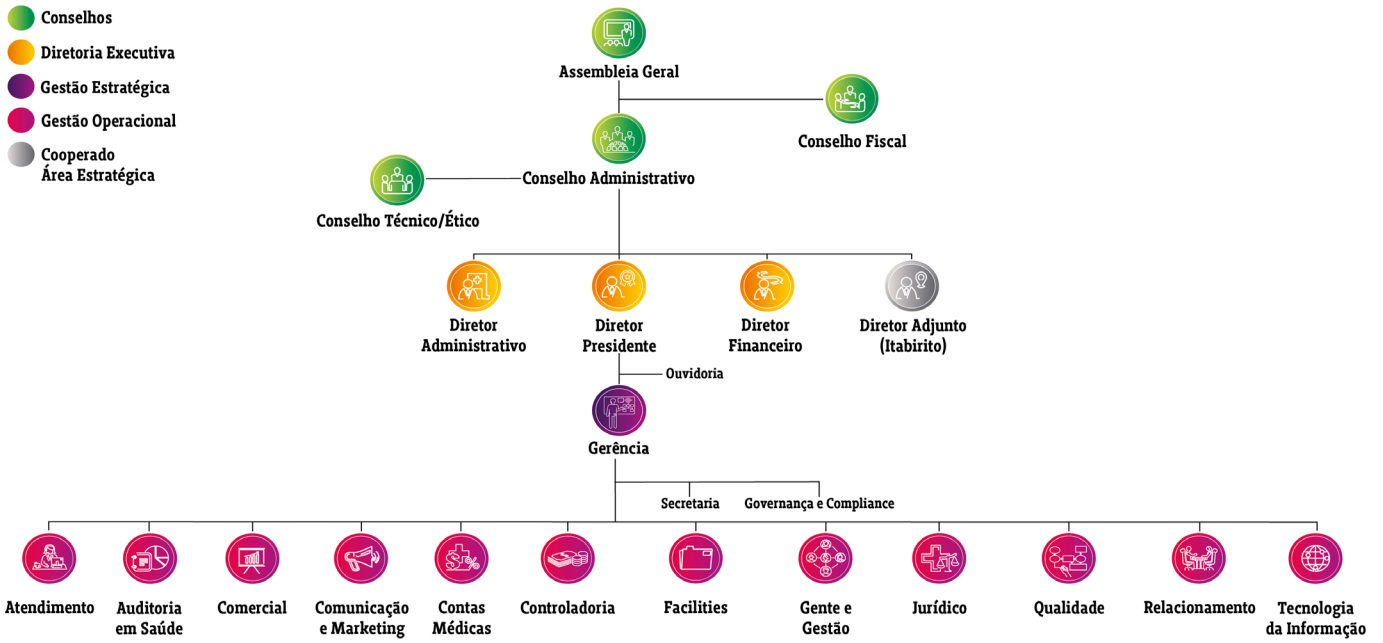 Conselhos
Diretoria Executiva
Gestão Estratégica
Gestão Operacional
Cooperado
Área Estratégica
Assembleia Geral
Conselho Fiscal
Conselho Administrativo
Conselho Técnico/Ético
Diretor
Administrativo
Diretor
Presidente
Diretor
Financeiro
Diretor Adjunto
(Itabirito)
Ouvidoria
Gerência
Secretaria
Governança e Compliance
Atendimento
Auditoria
em Saúde
Comercial
Comunicação
e Marketing
Contas
Médicas
Controladoria
Facilities
Gente e
Gestão
Jurídico
Qualidade
Relacionamento
Tecnologia
da Informação